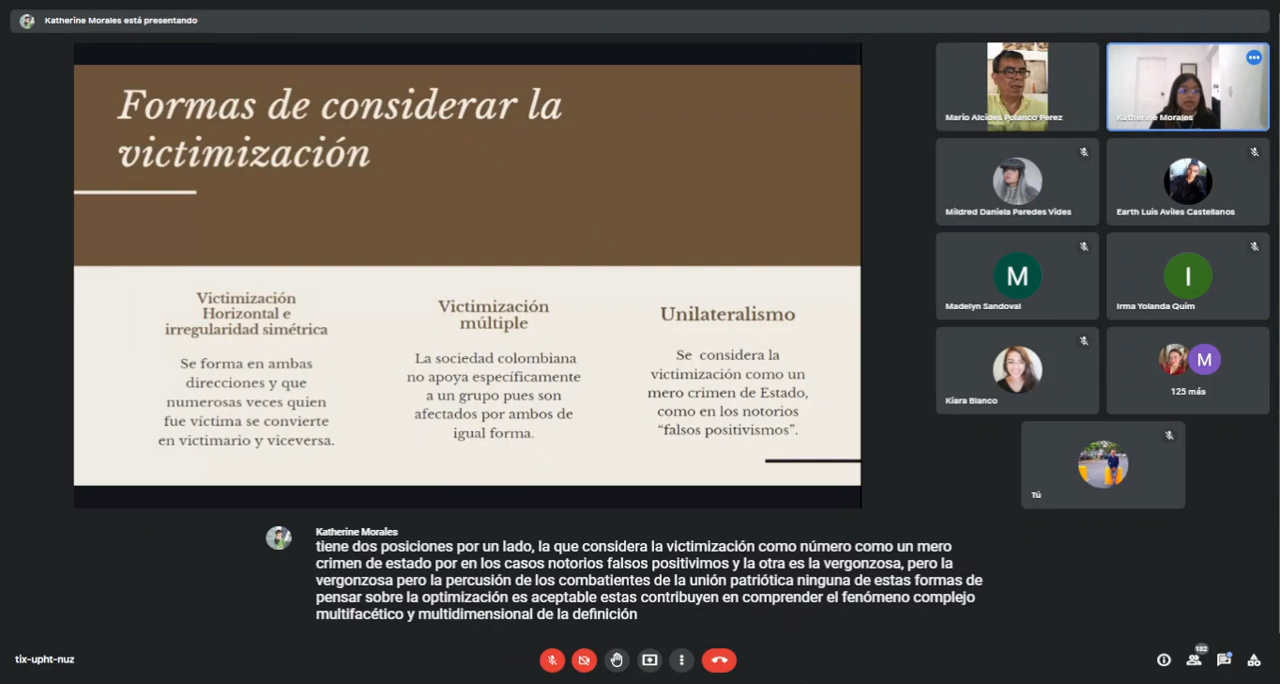 Katherine Morales está presentando
Formas de considerar la
victimización
Victimización
Horizontal e
irregularidad simétrica
Se forma en ambas
direcciones y que
numerosas veces quien
fue víctima se convierte
en victimario y viceversa.
Victimización
múltiple
La sociedad colombiana
no apoya específicamente
a un grupo pues son
afectados por ambos de
igual forma.
Unilateralismo
Se considera la
victimización como un
mero crimen de Estado,
como en los notorios
“falsos positivismos”.
Mario Alcides Polanco Perez
Katherine Morales
Mildred Daniela Paredes Vides
Earth Luis Aviles Castellanos
M
Madelyn Sandoval
I
Irma Yolanda Quim
Kiara Blanco
M
125 más
Tú
Katherine Morales
tiene dos posiciones por un lado, la que considera la victimización como número como un mero
crimen de estado por en los casos notorios falsos positivimos y la otra es la vergonzosa, pero la
vergonzosa pero la percusión de los combatientes de la unión patriótica ninguna de estas formas de
pensar sobre la optimización es aceptable estas contribuyen en comprender el fenómeno complejo
multifacético y multidimensional de la definición
tix-upht-nuz
132